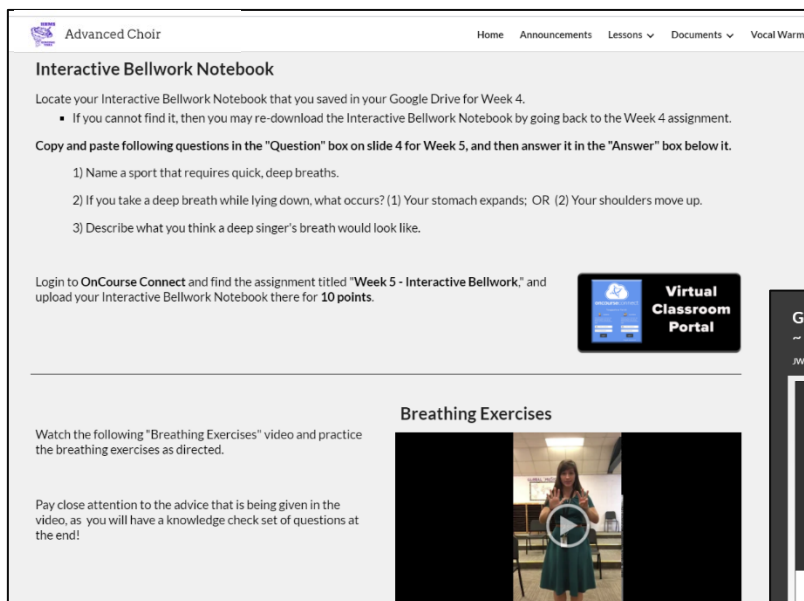 Advanced Choir
Home Announcements Lessons Documents Vocal Warm
Interactive Bellwork Notebook
Locate your Interactive Bellwork Notebook that you saved in your Google Drive for Week 4.
▪ If you cannot find it, then you may re-download the Interactive Bellwork Notebook by going back to the Week 4 assignment.
Copy and paste following questions in the "Question" box on slide 4 for Week 5, and then answer it in the "Answer" box below it.
1) Name a sport that requires quick, deep breaths.
2) If you take a deep breath while lying down, what occurs? (1) Your stomach expands; OR (2) Your shoulders move up.
3) Describe what you think a deep singer's breath would look like.
Login to OnCourse Connect and find the assignment titled "Week 5 - Interactive Bellwork," and
upload your Interactive Bellwork Notebook there for 10 points.
Virtual
Classroom
Portal
G
~
JW
Breathing Exercises
Watch the following "Breathing Exercises" video and practice
the breathing exercises as directed.
Pay close attention to the advice that is being given in the
video, as you will have a knowledge check set of questions at
the end!